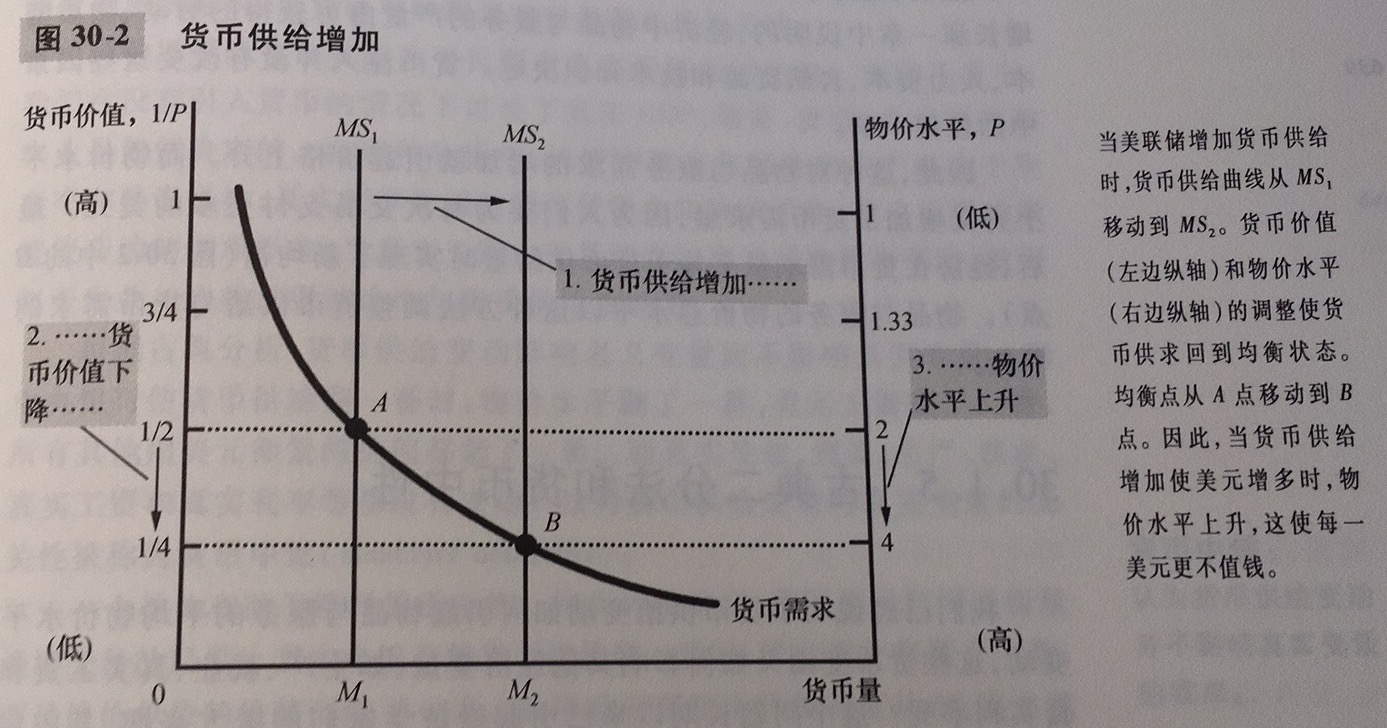 图 30-2 货币供给增加
货币价值，1/P
MS₁
MS₂
物价水平，P
(高)
1
1
(低)
1. 货币供给增加……
3/4
1.33
2. ……货
币价值下
降……
3. ……物价
水平上升
A
1/2
2
B
1/4
4
货币需求
(低)
(高)
0
M₁
M₂
货币量
当美联储增加货币供给
时，货币供给曲线从 MS₁
移动到 MS₂。货币价值
(左边纵轴)和物价水平
(右边纵轴)的调整使货
币供求回到均衡状态。
均衡点从 A 点移动到 B
点。因此，当货币供给
增加使美元增多时，物
价水平上升，这使每一
美元更不值钱。